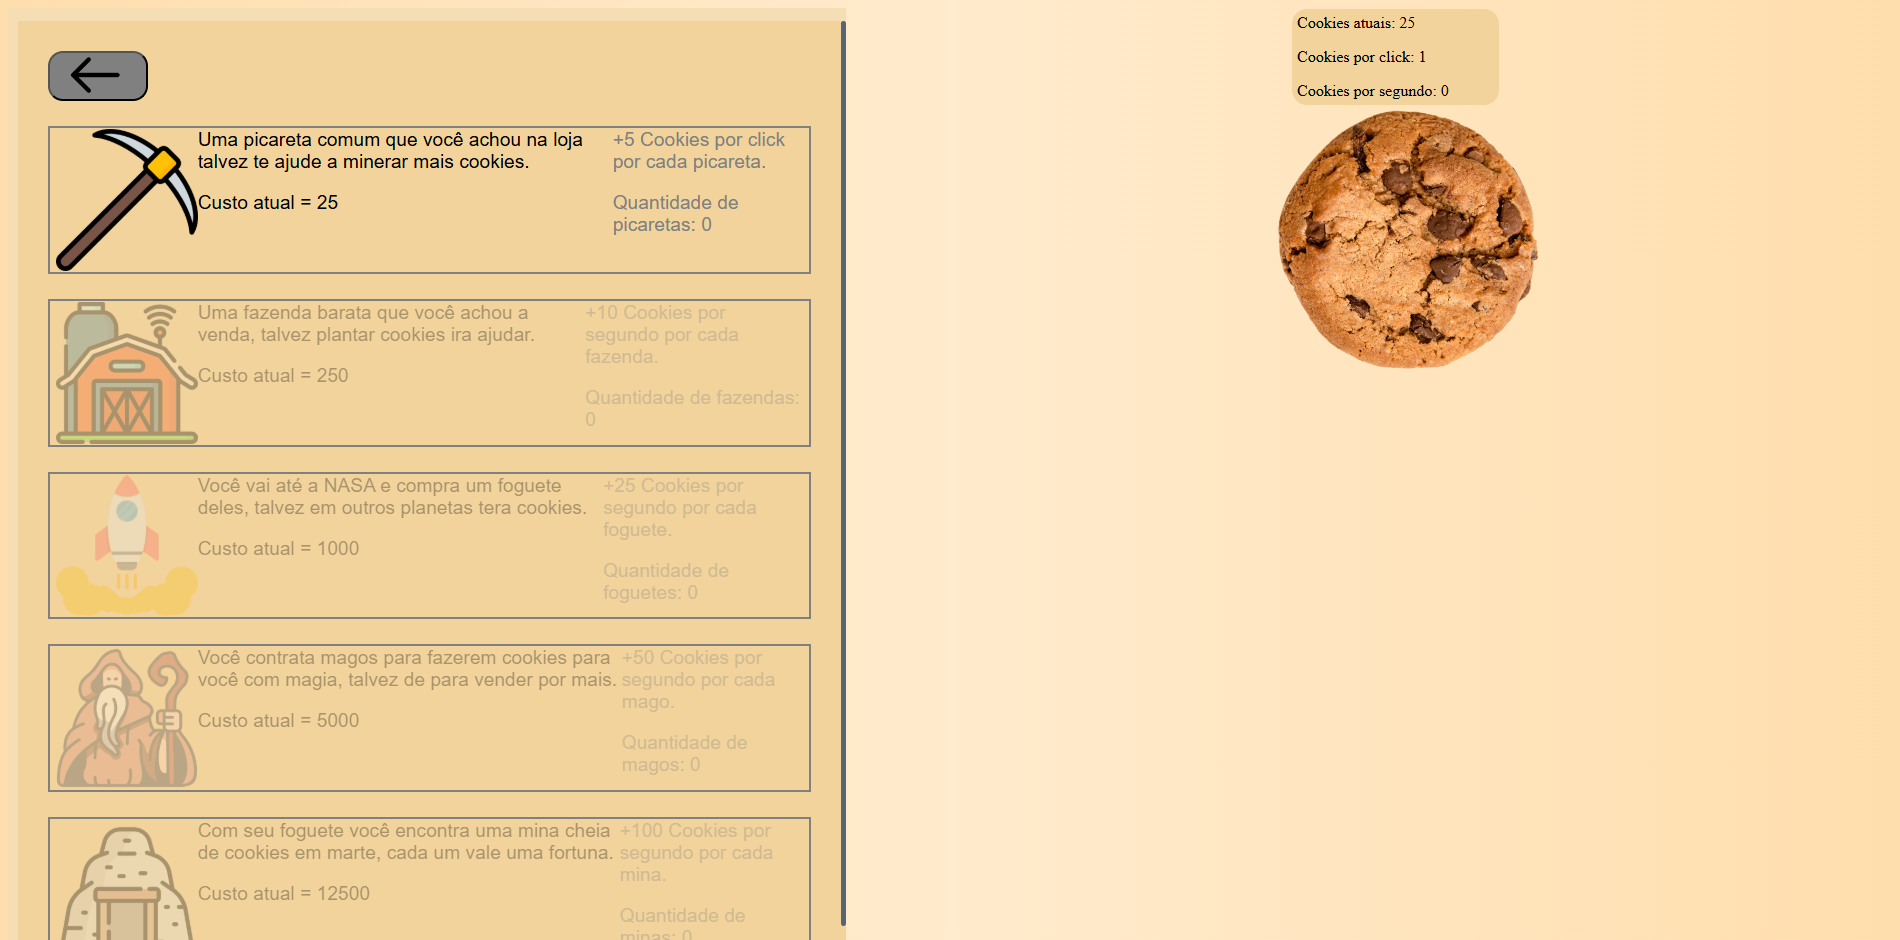 Cookies atuais: 25
Cookies por click: 1
Cookies por segundo: 0
Uma picareta comum que você achou na loja
talvez te ajude a minerar mais cookies.
Custo atual = 25
+5 Cookies por click
por cada picareta.
Quantidade de
picaretas: 0
Uma fazenda barata que você achou a
venda, talvez plantar cookies ira ajudar.
Custo atual = 250
+10 Cookies por
segundo por cada
fazenda.
Quantidade de fazendas:
0
Você vai até a NASA e compra um foguete
deles, talvez em outros planetas tera cookies.
Custo atual = 1000
+25 Cookies por
segundo por cada
foguete.
Quantidade de
foguetes: 0
Você contrata magos para fazerem cookies para
você com magia, talvez de para vender por mais.
Custo atual = 5000
+50 Cookies por
segundo por cada
mago.
Quantidade de
magos: 0
Com seu foguete você encontra uma mina cheia
de cookies em marte, cada um vale uma fortuna.
Custo atual = 12500
+100 Cookies por
segundo por cada
mina.
Quantidade de
minas: 0